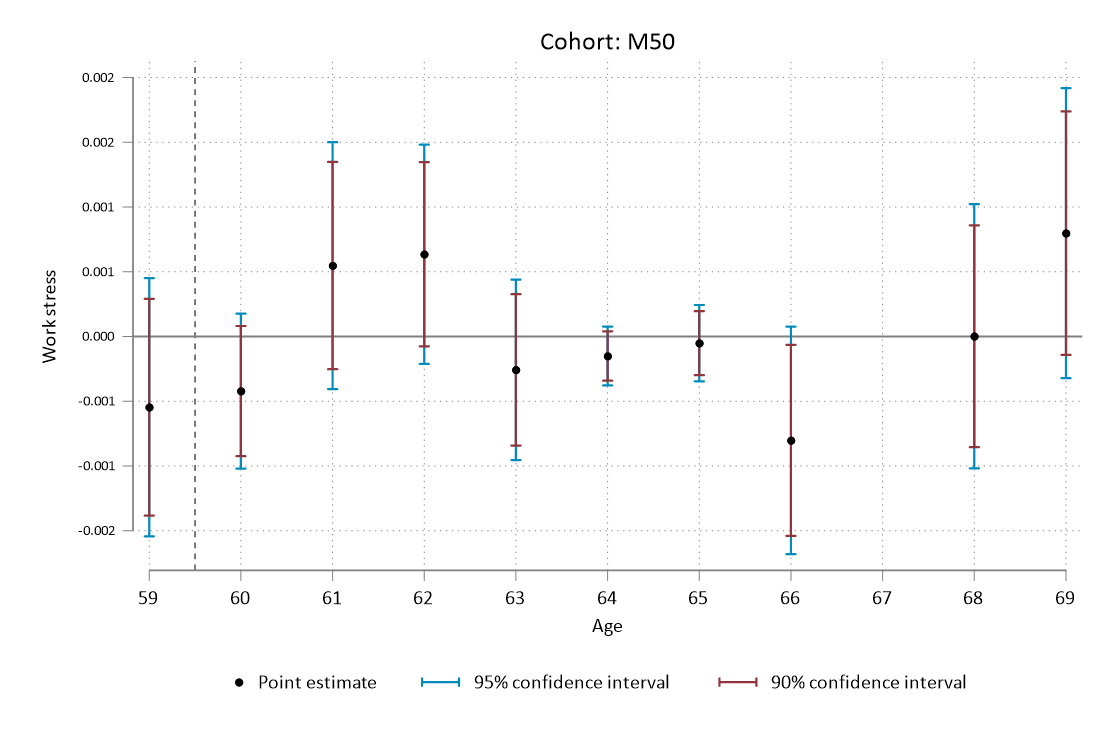 Cohort: M50
0.002
0.002
0.001
0.001
0.000
-0.001
-0.001
-0.002
Work stress
59 60 61 62 63 64 65 66 67 68 69
Age
Point estimate 95% confidence interval 90% confidence interval